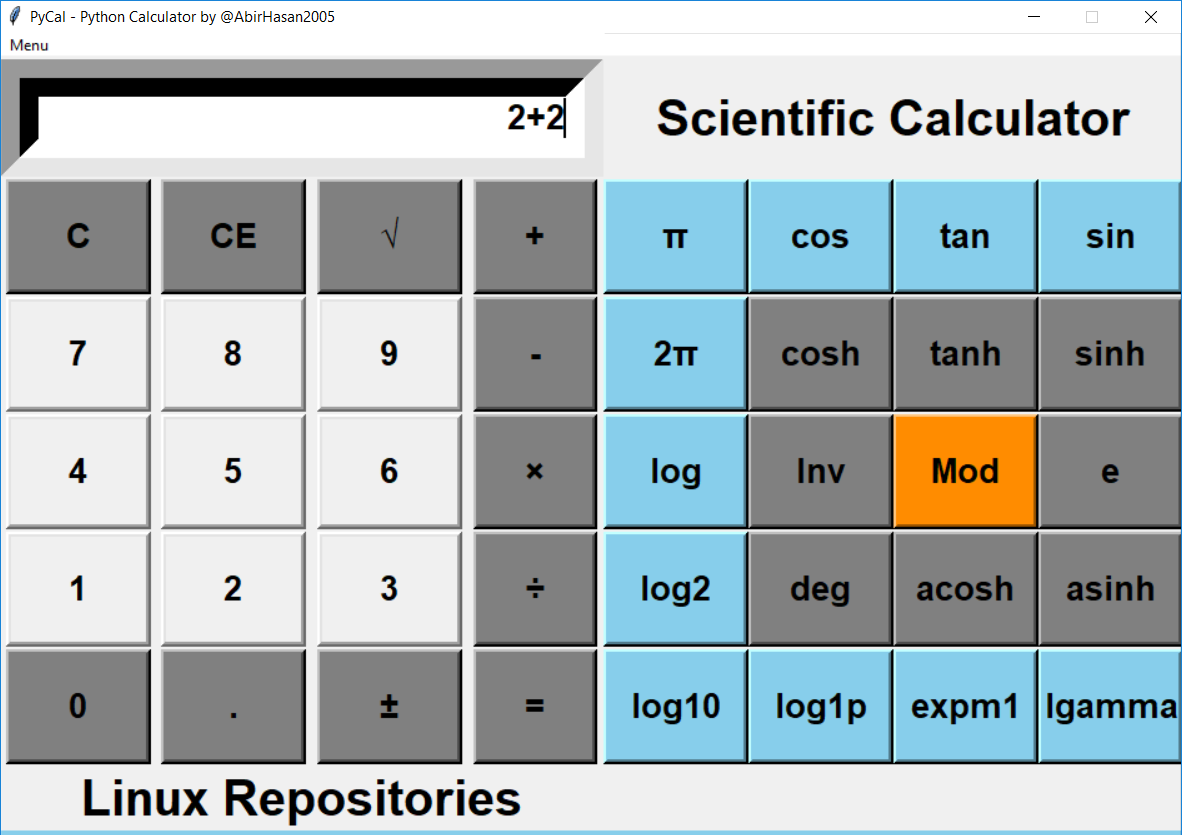 PyCal - Python Calculator by @AbirHasan2005
Menu
2+2
Scientific Calculator
C CE √ + π cos tan sin
7 8 9 - 2π cosh tanh sinh
4 5 6 × log Inv Mod e
1 2 3 ÷ log2 deg acosh asinh
0 . ± = log10 log1p expm1 lgamma
Linux Repositories